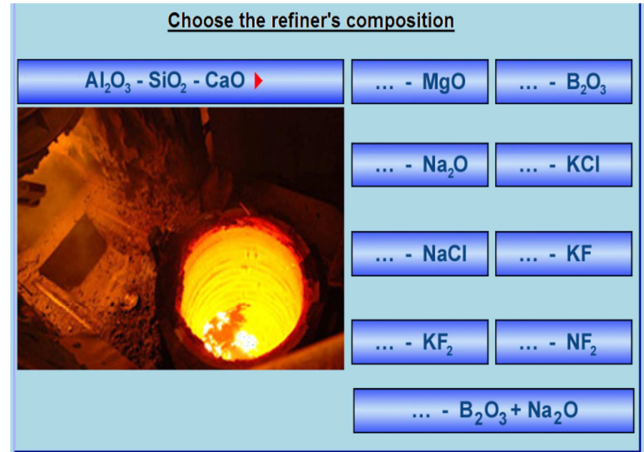 Choose the refiner's composition
Al₂O₃ - SiO₂ - CaO
... - MgO
... - B₂O₃
... - Na₂O
... - KCl
... - NaCl
... - KF
... - KF₂
... - NF₂
... - B₂O₃ + Na₂O